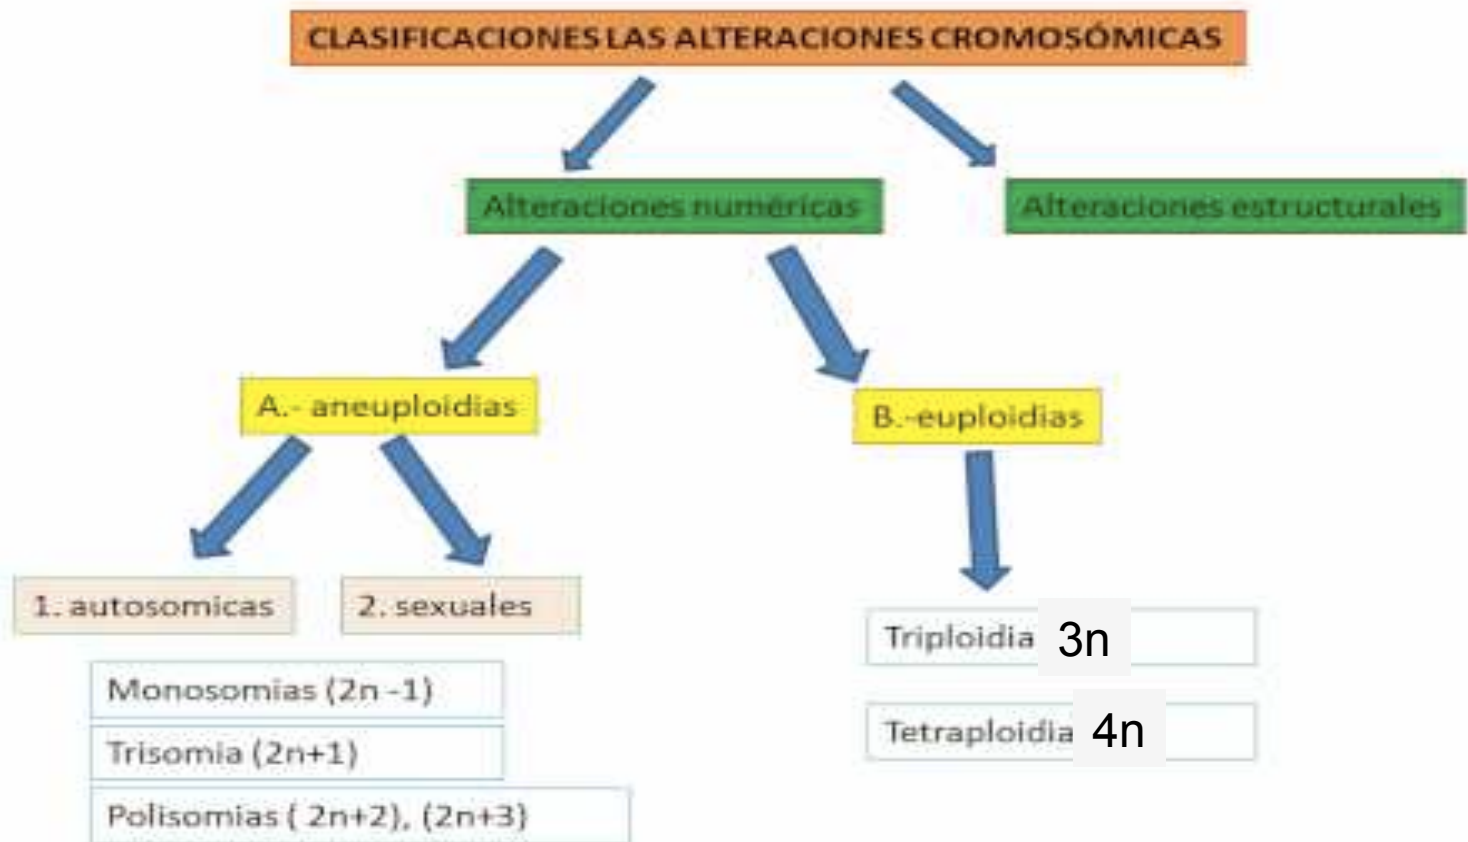 CLASIFICACIONES LAS ALTERACIONES CROMOSÓMICAS
Alteraciones numéricas
Alteraciones estructurales
A.- aneuploidias
B.-euploidias
1. autosomicas
2. sexuales
Monosomias (2n -1)
Trisomia (2n+1)
Polisomias ( 2n+2), (2n+3)
Triploidia 3n
Tetraploidia 4n